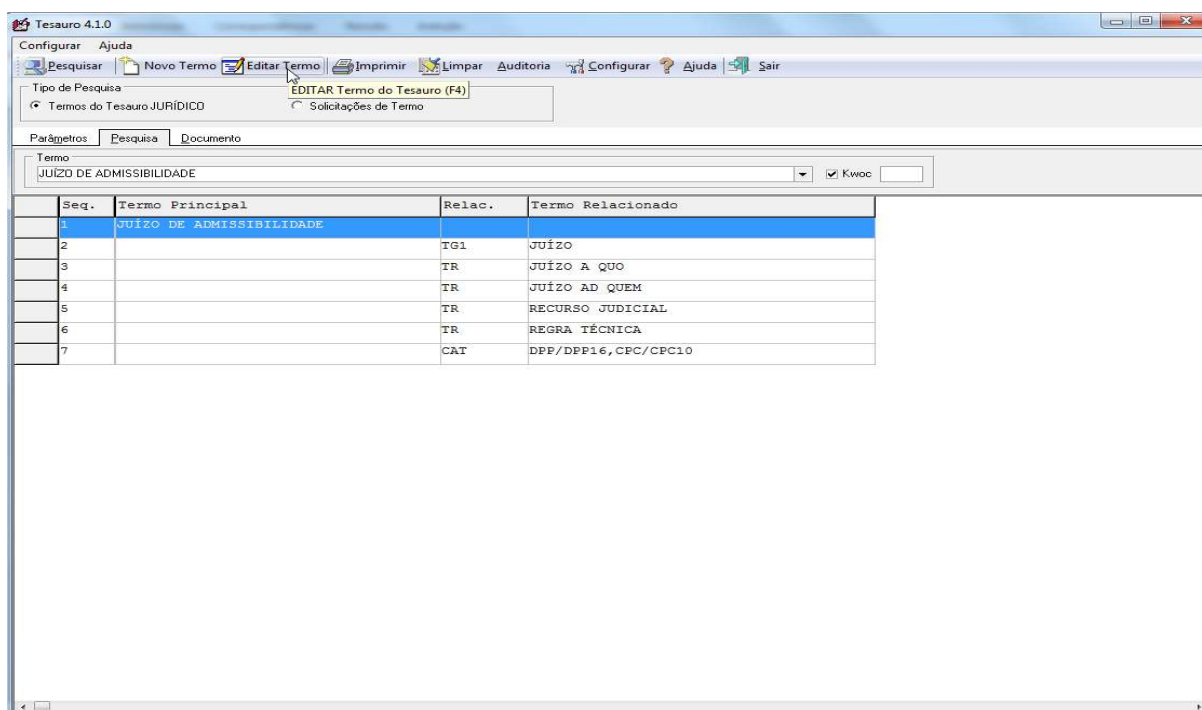 Tesauro 4.1.0
Configurar Ajuda
Pesquisar Novo Termo Editar Termo Imprimir Limpar Auditoria Configurar Ajuda Sair
EDITAR Termo do Tesauro (F4)
Tipo de Pesquisa
Termos do Tesauro JURÍDICO Solicitações de Termo
Parâmetros Pesquisa Documento
Termo
JUÍZO DE ADMISSIBILIDADE Kwoc
Seq. Termo Principal Relac. Termo Relacionado
1 JUÍZO DE ADMISSIBILIDADE
2 TG1 JUÍZO
3 TR JUÍZO A QUO
4 TR JUÍZO AD QUEM
5 TR RECURSO JUDICIAL
6 TR REGRA TÉCNICA
7 CAT DPP/DPP16,CPC/CPC10